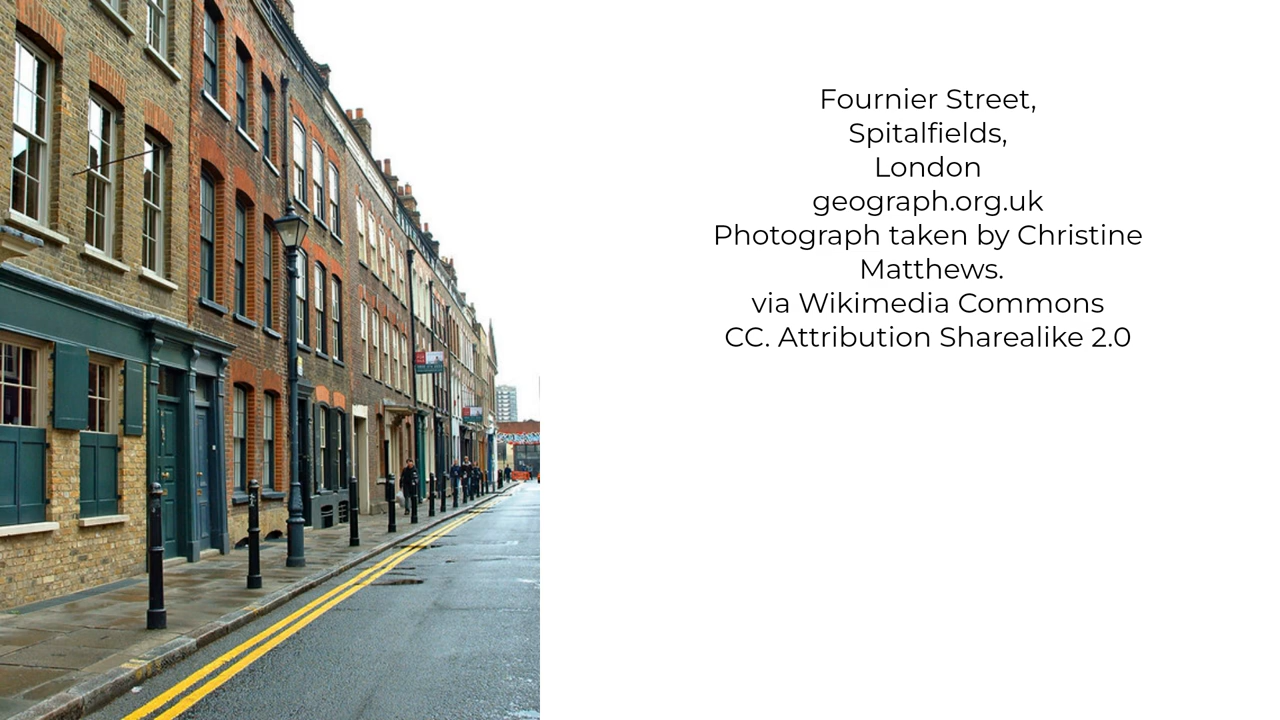 Fournier Street,
Spitalfields,
London
geograph.org.uk
Photograph taken by Christine
Matthews.
via Wikimedia Commons
CC. Attribution Sharealike 2.0